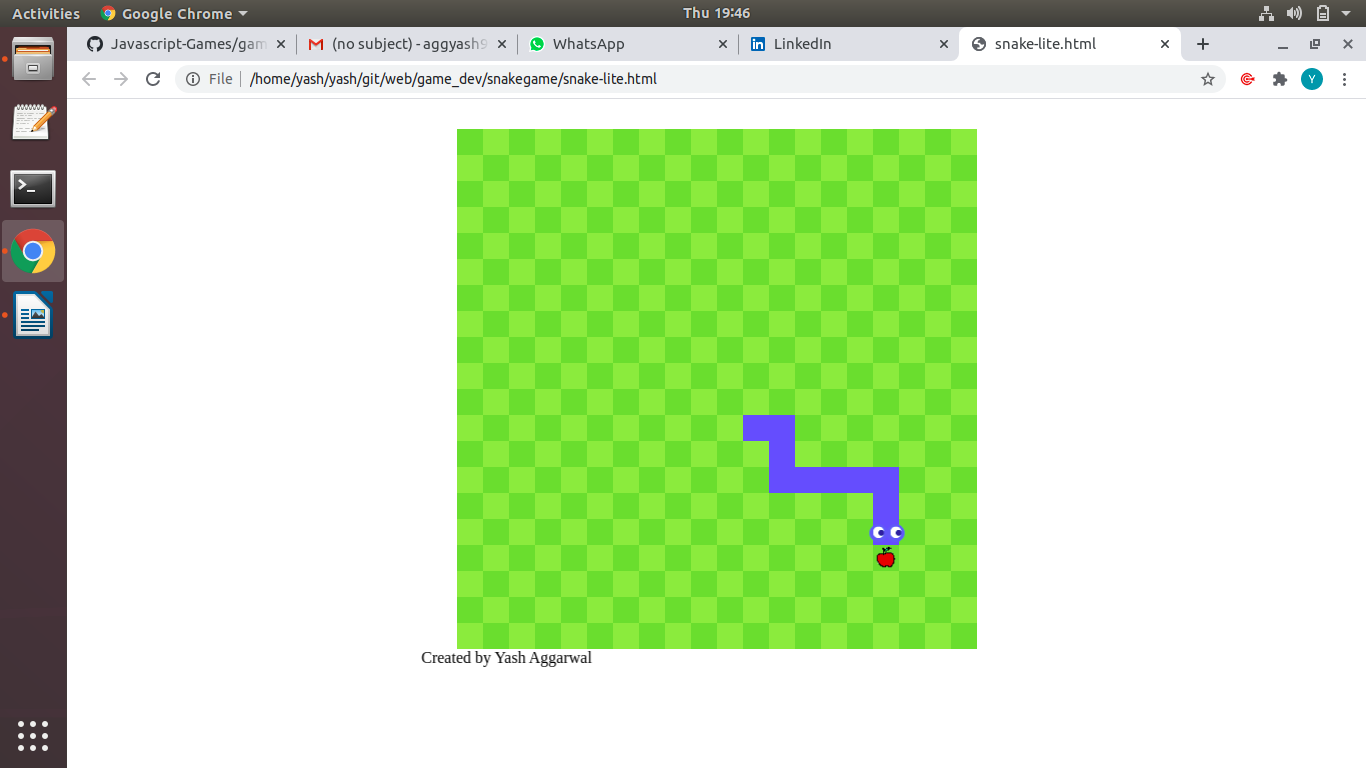 Activities
Google Chrome
Thu 19:46
Javascript-Games/gam
(no subject) - aggyash9
WhatsApp
LinkedIn
snake-lite.html
File
/home/yash/yash/git/web/game_dev/snakegame/snake-lite.html
Y
Created by Yash Aggarwal